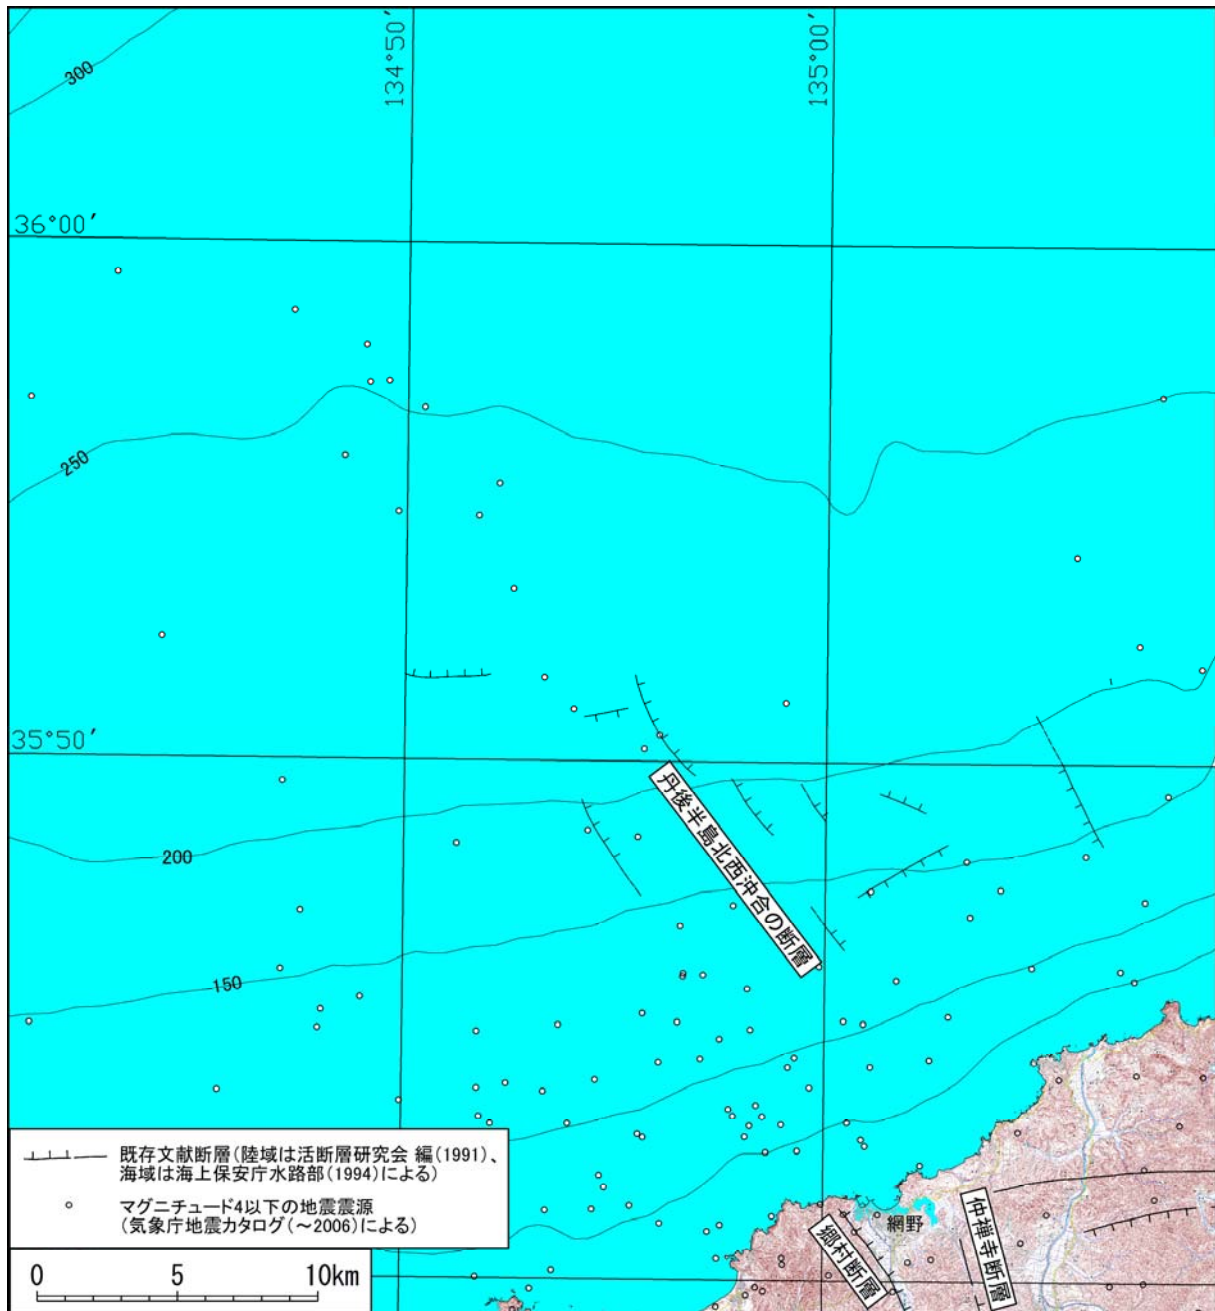 134°50′
135°00′
300
36°00′
250
35°50′
200
丹後半島北西沖合の断層
150
既存文献断層(陸域は活断層研究会 編(1991)、
海域は海上保安庁水路部(1994)による)
マグニチュード4以下の地震震源
(気象庁地震カタログ(～2006)による)
郷村断層
網野
仲禅寺断層
0 5 10km